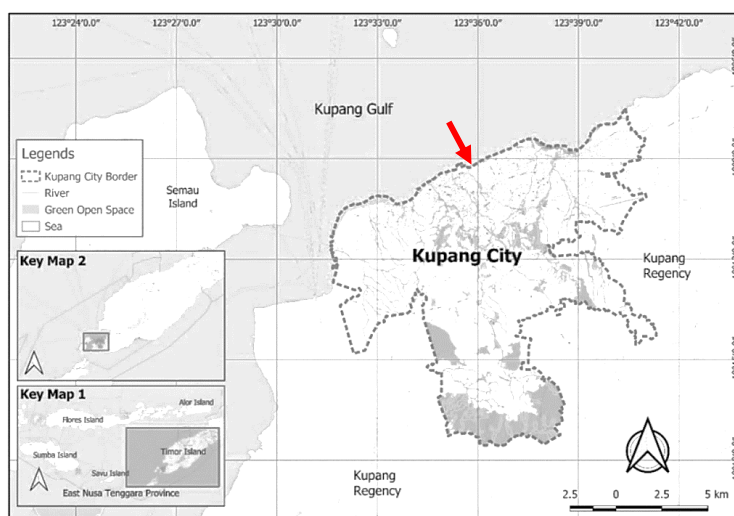 123°24'0.0" 123°27'0.0" 123°30'0.0" 123°33'0.0" 123°36'0.0" 123°39'0.0" 123°42'0.0"
Kupang Gulf
Legends
Kupang City Border
River
Green Open Space
Sea
Semau
Island
Kupang City
Kupang
Regency
Key Map 2
Key Map 1
Alor Island
Flores Island
Sumba Island
Savu Island
Timor Island
East Nusa Tenggara Province
Kupang
Regency
2.5 0 2.5 5 km